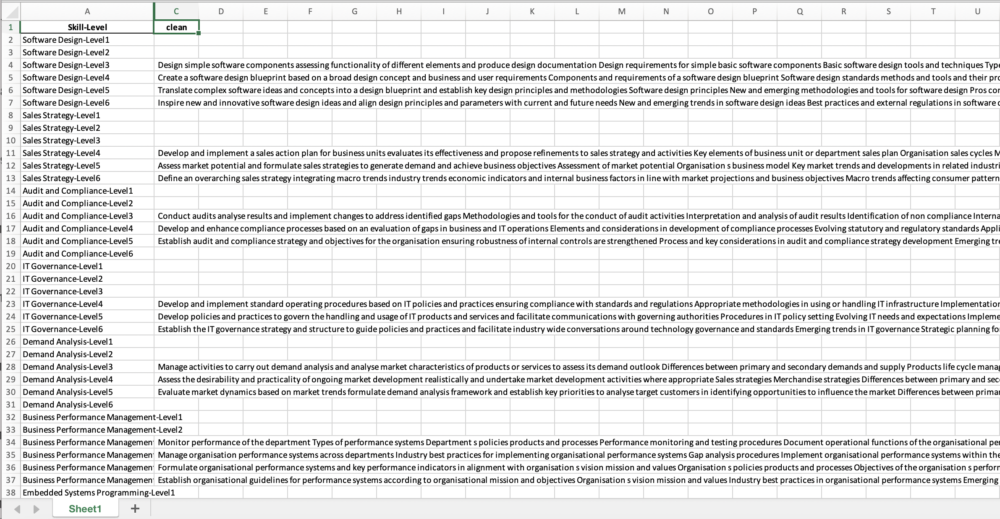 A C D E F G H I J K L M N O P Q R S T U
1 Skill-Level clean
2 Software Design-Level1
3 Software Design-Level2
4 Software Design-Level3 Design simple software components assessing functionality of different elements and produce design documentation Design requirements for simple basic software components Basic software design tools and techniques Type
5 Software Design-Level4 Create a software design blueprint based on a broad design concept and business and user requirements Components and requirements of a software design blueprint Software design standards methods and tools and their pro
6 Software Design-Level5 Translate complex software ideas and concepts into a design blueprint and establish key design principles and methodologies Software design principles New and emerging methodologies and tools for software design Pros con
7 Software Design-Level6 Inspire new and innovative software design ideas and align design principles and parameters with current and future needs New and emerging trends in software design ideas Best practices and external regulations in software
8 Sales Strategy-Level1
9 Sales Strategy-Level2
10 Sales Strategy-Level3
11 Sales Strategy-Level4 Develop and implement a sales action plan for business units evaluates its effectiveness and propose refinements to sales strategy and activities Key elements of business unit or department sales plan Organisation sales cycles M
12 Sales Strategy-Level5 Assess market potential and formulate sales strategies to generate demand and achieve business objectives Assessment of market potential Organisation s business model Key market trends and developments in related industri
13 Sales Strategy-Level6 Define an overarching sales strategy integrating macro trends industry trends economic indicators and internal business factors in line with market projections and business objectives Macro trends affecting consumer pattern
14 Audit and Compliance-Level1
15 Audit and Compliance-Level2
16 Audit and Compliance-Level3 Conduct audits analyse results and implement changes to address identified gaps Methodologies and tools for the conduct of audit activities Interpretation and analysis of audit results Identification of non compliance Interna
17 Audit and Compliance-Level4 Develop and enhance compliance processes based on an evaluation of gaps in business and IT operations Elements and considerations in development of compliance processes Evolving statutory and regulatory standards Appli
18 Audit and Compliance-Level5 Establish audit and compliance strategy and objectives for the organisation ensuring robustness of internal controls are strengthened Process and key considerations in audit and compliance strategy development Emerging tre
19 Audit and Compliance-Level6
20 IT Governance-Level1
21 IT Governance-Level2
22 IT Governance-Level3
23 IT Governance-Level4 Develop and implement standard operating procedures based on IT policies and practices ensuring compliance with standards and regulations Appropriate methodologies in using or handling IT infrastructure Implementation
24 IT Governance-Level5 Develop policies and practices to govern the handling and usage of IT products and services and facilitate communications with governing authorities Procedures in IT policy setting Evolving IT needs and expectations Impleme
25 IT Governance-Level6 Establish the IT governance strategy and structure to guide policies and practices and facilitate industry wide conversations around technology governance and standards Emerging trends in IT governance Strategic planning for
26 Demand Analysis-Level1
27 Demand Analysis-Level2
28 Demand Analysis-Level3 Manage activities to carry out demand analysis and analyse market characteristics of products or services to assess its demand outlook Differences between primary and secondary demands and supply Products life cycle manag
29 Demand Analysis-Level4 Assess the desirability and practicality of ongoing market development realistically and undertake market development activities where appropriate Sales strategies Merchandise strategies Differences between primary and sec
30 Demand Analysis-Level5 Evaluate market dynamics based on market trends formulate demand analysis framework and establish key priorities to analyse target customers in identifying opportunities to influence the market Differences between primar
31 Demand Analysis-Level6
32 Business Performance Management-Level1
33 Business Performance Management-Level2
34 Business Performance Managemen Monitor performance of the department Types of performance systems Department s policies products and processes Performance monitoring and testing procedures Document operational functions of the organisational per
35 Business Performance Managemen Manage organisation performance systems across departments Industry best practices for implementing organisational performance systems Gap analysis procedures Implement organisational performance systems within the
36 Business Performance Managemen Formulate organisational performance systems and key performance indicators in alignment with organisation s vision mission and values Organisation s policies products and processes Objectives of the organisation s perform
37 Business Performance Managemen Establish organisational guidelines for performance systems according to organisational mission and objectives Organisation s vision mission and values Industry best practices in organisational performance systems Emerging
38 Embedded Systems Programming-Level1
Sheet1 +